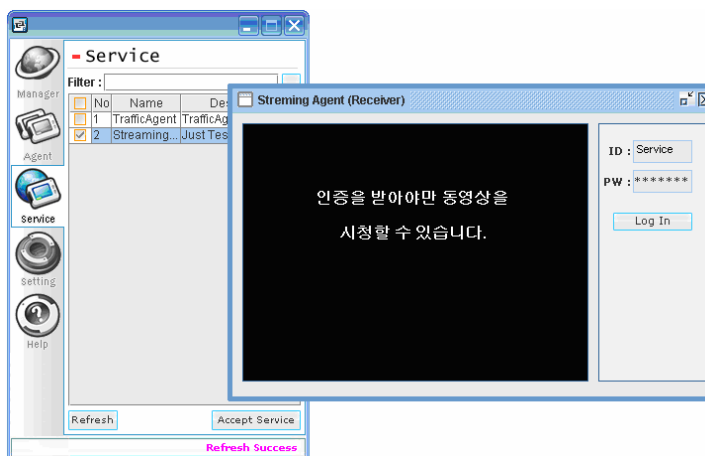 - Service
Filter :
Manager
No Name Des
1 TrafficAgent TrafficAg
2 Streaming... Just Tes
Agent
Service
Setting
Help
Refresh Accept Service
Refresh Success
Streming Agent (Receiver)
인증을 받아야만 동영상을
시청할 수 있습니다.
ID : Service
PW : *******
Log In